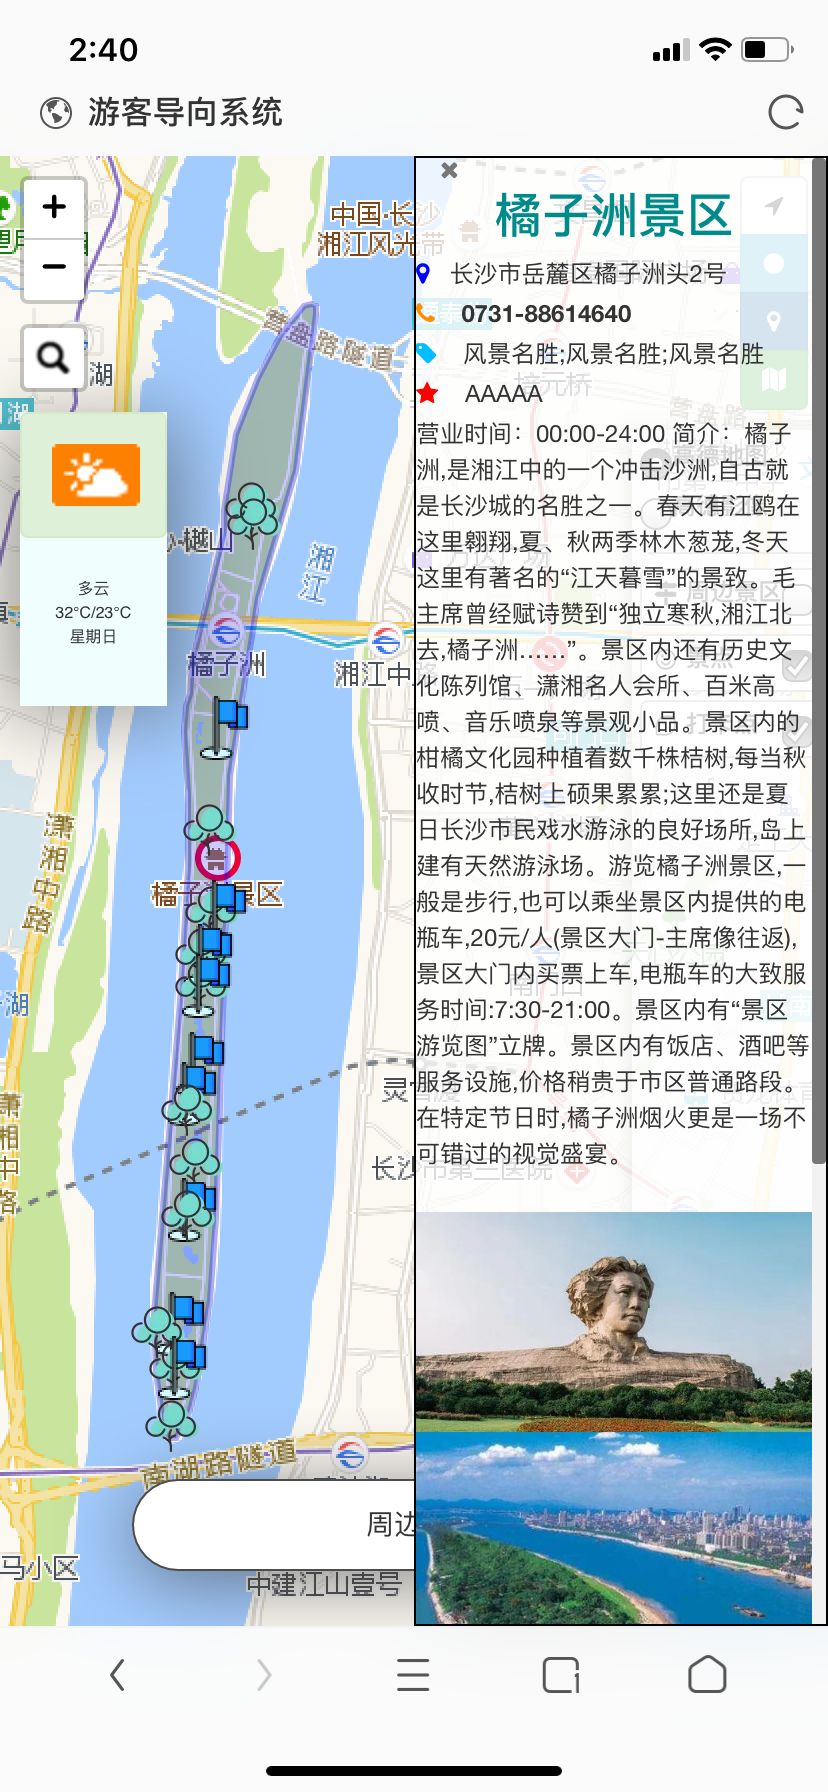 2:40
游客导向系统
+
−
湖
湖
多云
32°C/23°C
星期日
中国·长沙
湘江风光带
营盘路隧道
湘江
橘子洲
湘江中
潇湘中路
橘子洲景区
湖
潇湘中路
灵
长沙市第三医院
南湖路隧道
周边
马小区
中建江山壹号
橘子洲景区
长沙市岳麓区橘子洲头2号
0731-88614640
风景名胜;风景名胜;风景名胜
AAAAA
营业时间：00:00-24:00 简介：橘子
洲,是湘江中的一个冲击沙洲,自古就
是长沙城的名胜之一。春天有江鸥在
这里翱翔,夏、秋两季林木葱茏,冬天
这里有著名的“江天暮雪”的景致。毛
主席曾经赋诗赞到“独立寒秋,湘江北
去,橘子洲……”。景区内还有历史文
化陈列馆、潇湘名人会所、百米高
喷、音乐喷泉等景观小品。景区内的
柑橘文化园种植着数千株桔树,每当秋
收时节,桔树上硕果累累;这里还是夏
日长沙市民戏水游泳的良好场所,岛上
建有天然游泳场。游览橘子洲景区,一
般是步行,也可以乘坐景区内提供的电
瓶车,20元/人(景区大门-主席像往返),
景区大门内买票上车,电瓶车的大致服
务时间:7:30-21:00。景区内有“景区
游览图”立牌。景区内有饭店、酒吧等
服务设施,价格稍贵于市区普通路段。
在特定节日时,橘子洲烟火更是一场不
可错过的视觉盛宴。